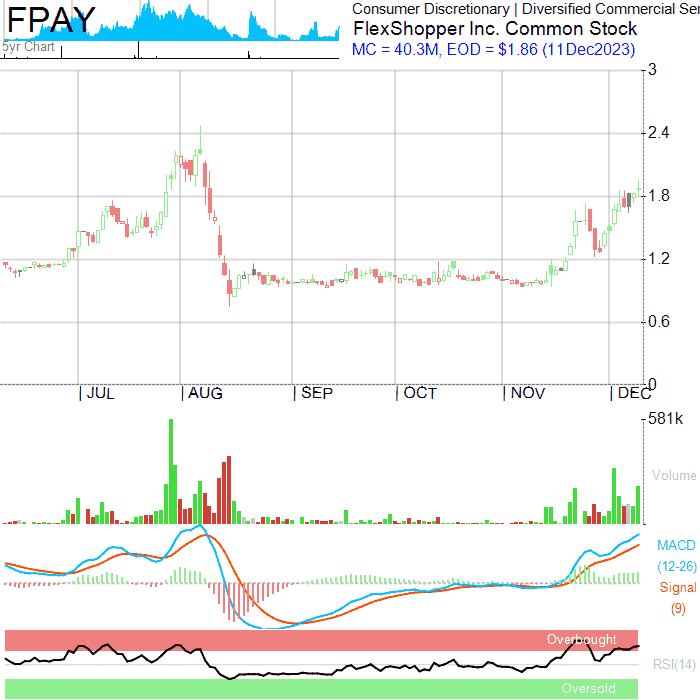 FPAY
5yr Chart
Consumer Discretionary | Diversified Commercial Ser
FlexShopper Inc. Common Stock
MC = 40.3M, EOD = $1.86 (11Dec2023)
3
2.4
1.8
1.2
0.6
0
| JUL | AUG | SEP | OCT | NOV | DEC
581k
Volume
MACD
(12-26)
Signal
(9)
Overbought
RSI(14)
Oversold